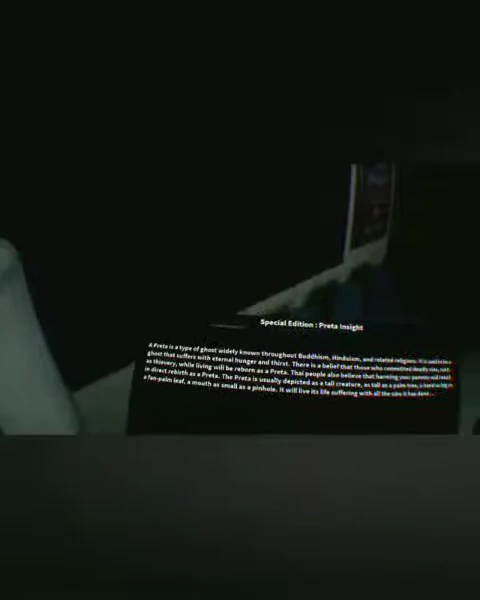 Special Edition : Preta Insight
A Preta is a type of ghost widely known throughout Buddhism, Hinduism, and related religions. It is
ghost that suffers with eternal hunger and thirst. There is a belief that those who committed deadly sins, such
as thievery, while living will be reborn as a Preta. Thai people also believe that harming your parents will result
in direct rebirth as a Preta. The Preta is usually depicted as a tall creature, as tall as a palm tree, a hand as big as
a fan-palm leaf, a mouth as small as a pinhole. It will live its life suffering with all the sins it has done...